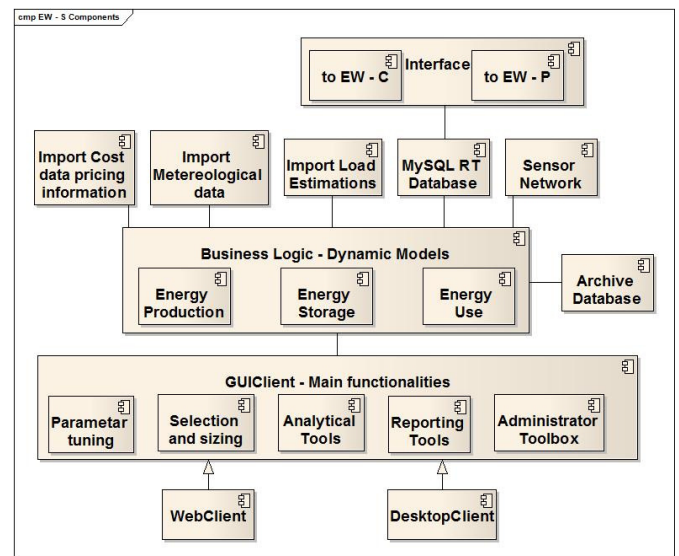 cmp EW - S Components
Interface
to EW - C
to EW - P
Import Cost
data pricing
information
Import
Metereological
data
Import Load
Estimations
MySQL RT
Database
Sensor
Network
Business Logic - Dynamic Models
Energy
Production
Energy
Storage
Energy
Use
Archive
Database
GUIClient - Main functionalities
Parametar
tuning
Selection
and sizing
Analytical
Tools
Reporting
Tools
Administrator
Toolbox
WebClient
DesktopClient